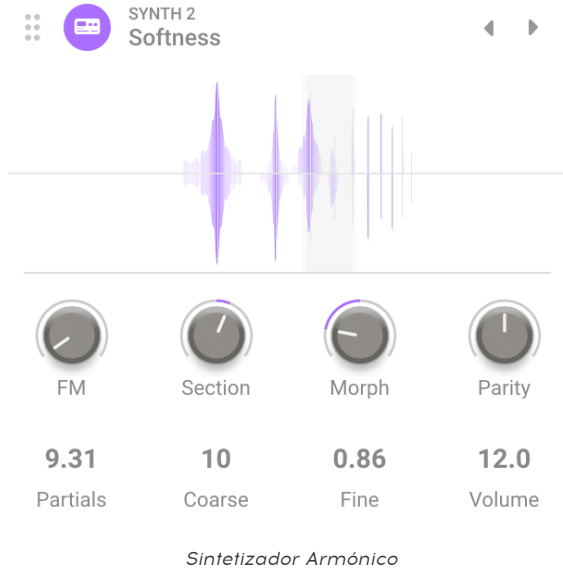 SYNTH 2
Softness
FM Section Morph Parity
9.31 10 0.86 12.0
Partials Coarse Fine Volume
Sintetizador Armónico